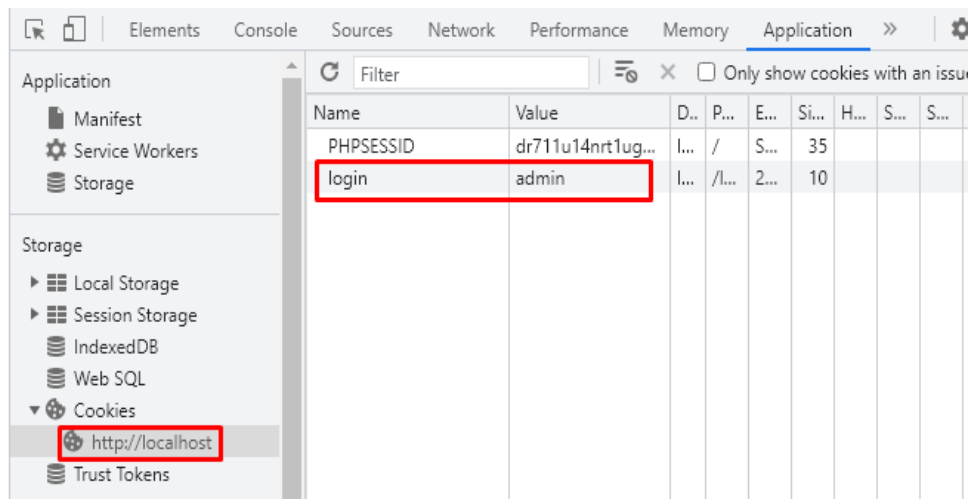 Elements Console Sources Network Performance Memory Application »
Application
Manifest
Service Workers
Storage
Storage
Local Storage
Session Storage
IndexedDB
Web SQL
Cookies
http://localhost
Trust Tokens
Filter Only show cookies with an issu
Name Value D.. P... E... Si... H... S... S...
PHPSESSID dr711u14nrt1ug... l... / S... 35
login admin l... /l... 2... 10